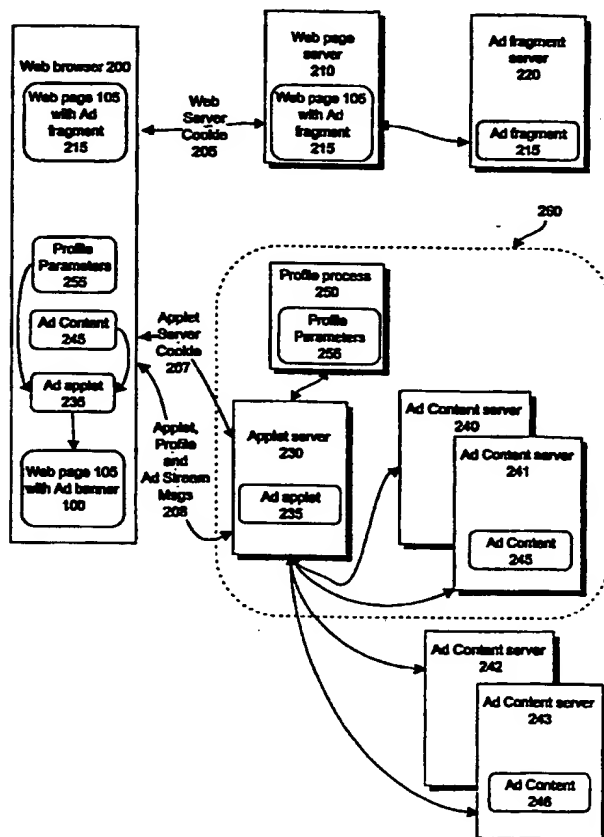 Web browser 200
Web page 105
with Ad
fragment
215
Web
Server
Cookie
205
Web page
server
210
Web page 105
with Ad
fragment
215
Ad fragment
server
220
Ad fragment
215
260
Profile
Parameters
255
Ad Content
245
Ad applet
235
Web page 105
with Ad banner
100
Applet
Server
Cookie
207
Applet,
Profile
and
Ad Stream
Msgs
208
Profile process
250
Profile
Parameters
255
Applet server
230
Ad applet
235
Ad Content server
240
Ad Content server
241
Ad Content
245
Ad Content server
242
Ad Content server
243
Ad Content
246